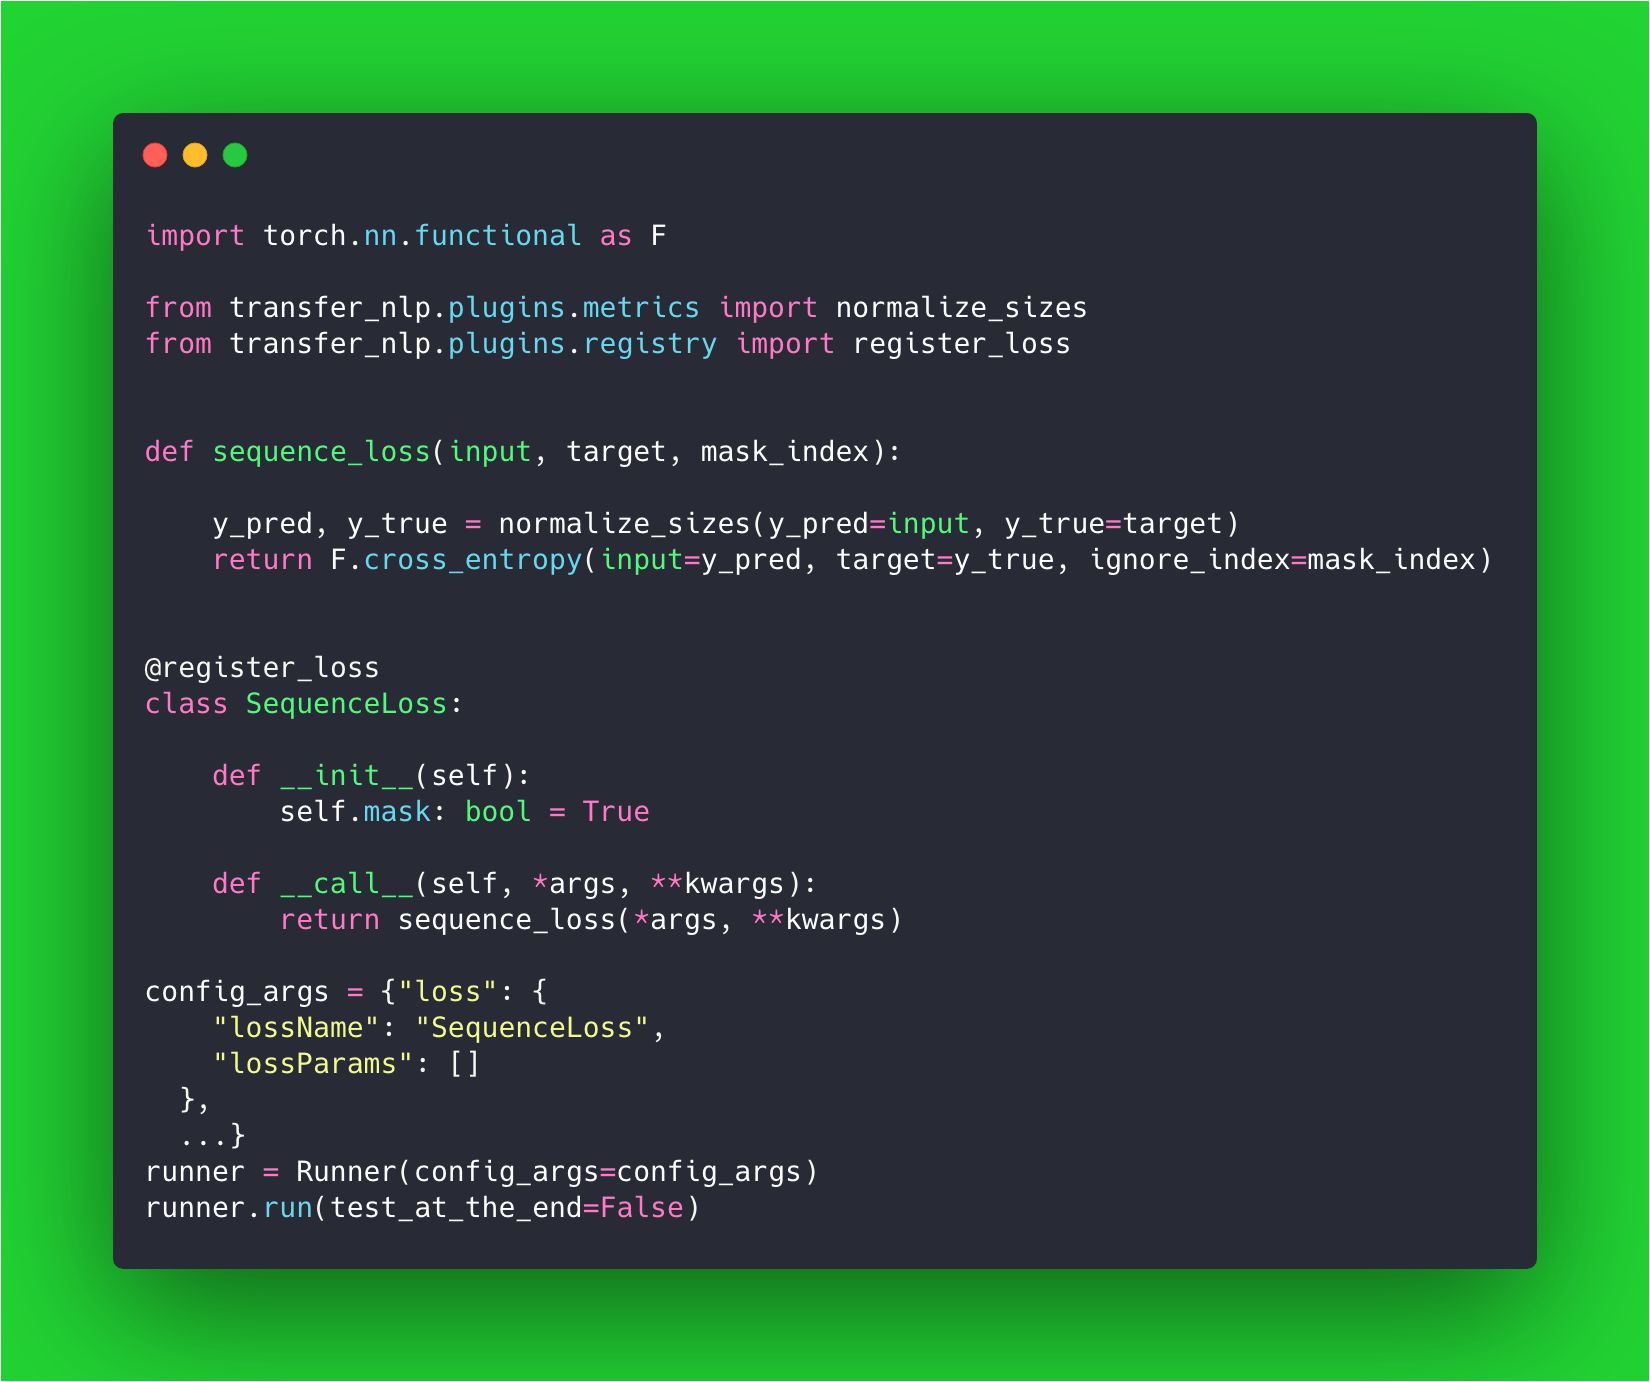 import torch.nn.functional as F
from transfer_nlp.plugins.metrics import normalize_sizes
from transfer_nlp.plugins.registry import register_loss
def sequence_loss(input, target, mask_index):
    y_pred, y_true = normalize_sizes(y_pred=input, y_true=target)
    return F.cross_entropy(input=y_pred, target=y_true, ignore_index=mask_index)
@register_loss
class SequenceLoss:
    def __init__(self):
        self.mask: bool = True
    def __call__(self, *args, **kwargs):
        return sequence_loss(*args, **kwargs)
config_args = {"loss": {
    "lossName": "SequenceLoss",
    "lossParams": []
  },
  ...}
runner = Runner(config_args=config_args)
runner.run(test_at_the_end=False)